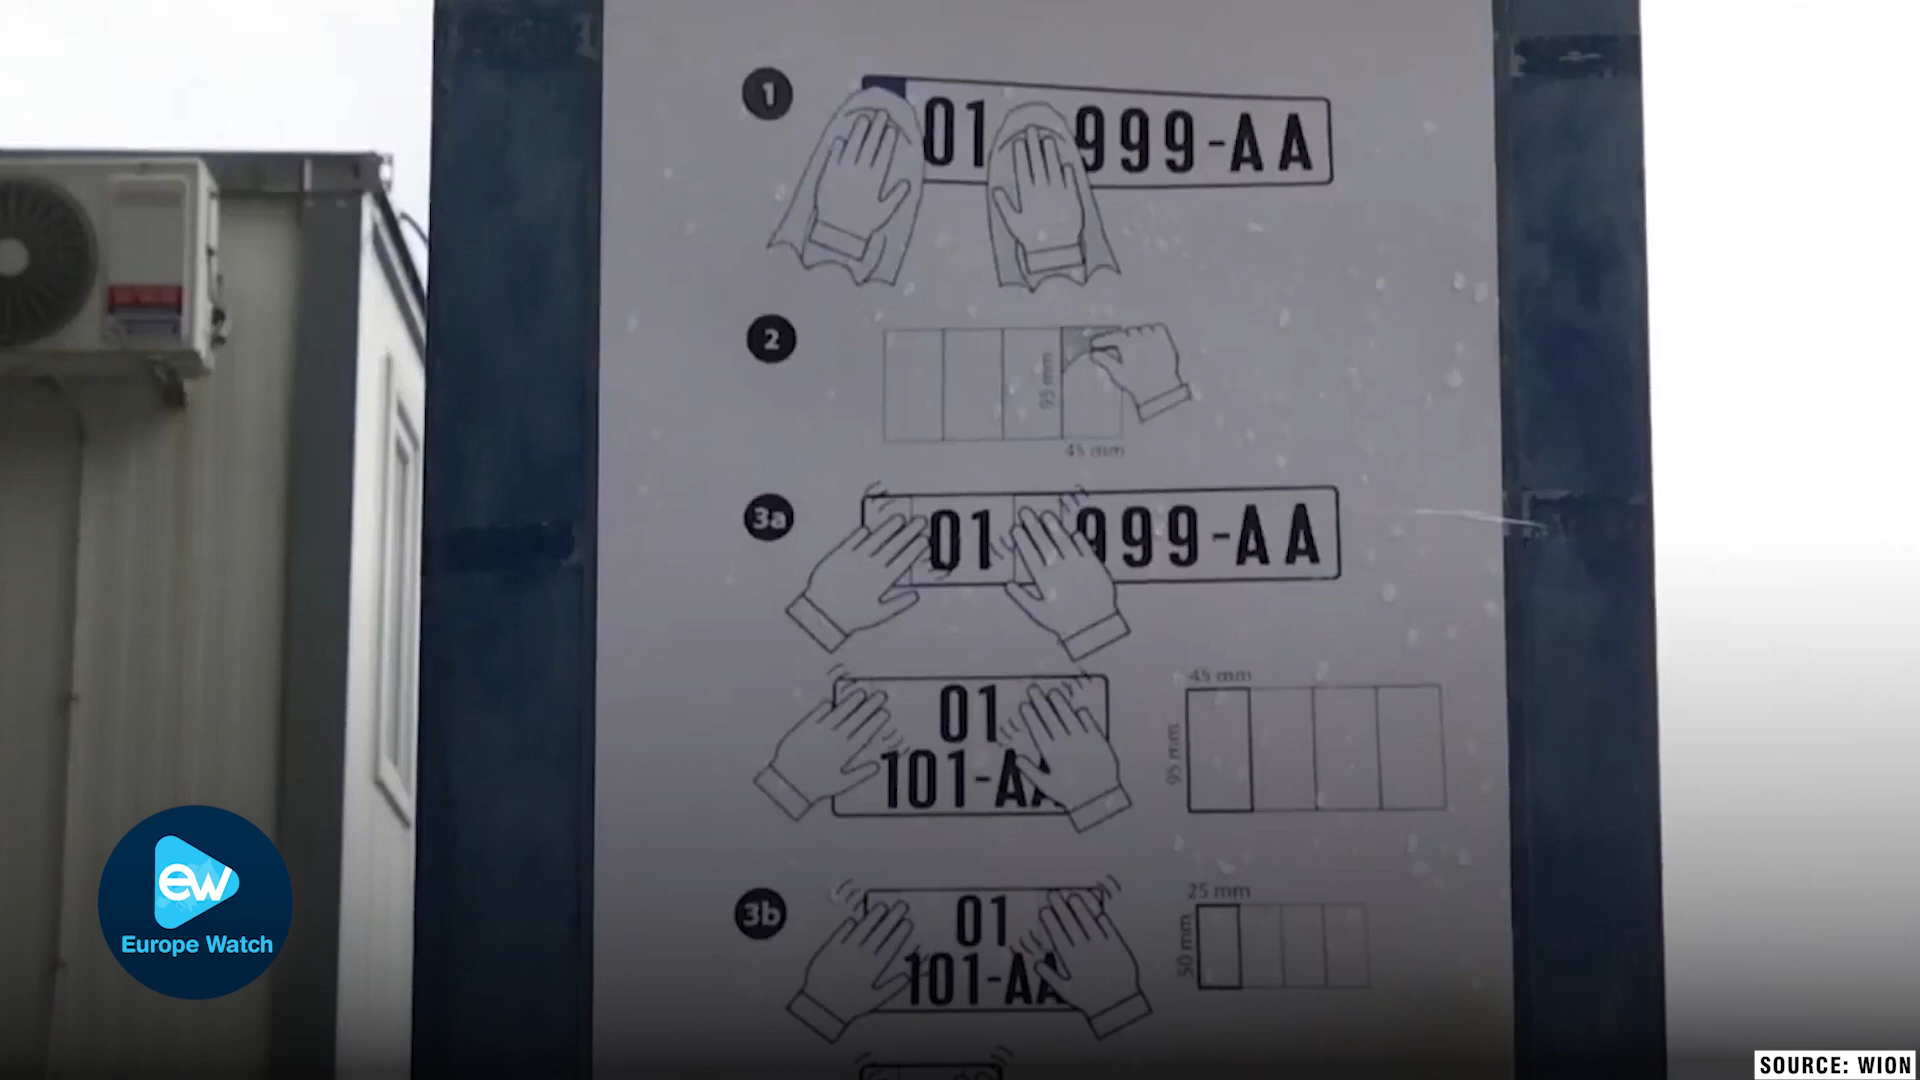 1
01 999-AA
2
95 mm
45 mm
3a
01 999-AA
01
101-AA
45 mm
95 mm
3b
01
101-AA
25 mm
50 mm
ew
Europe Watch
SOURCE: WION